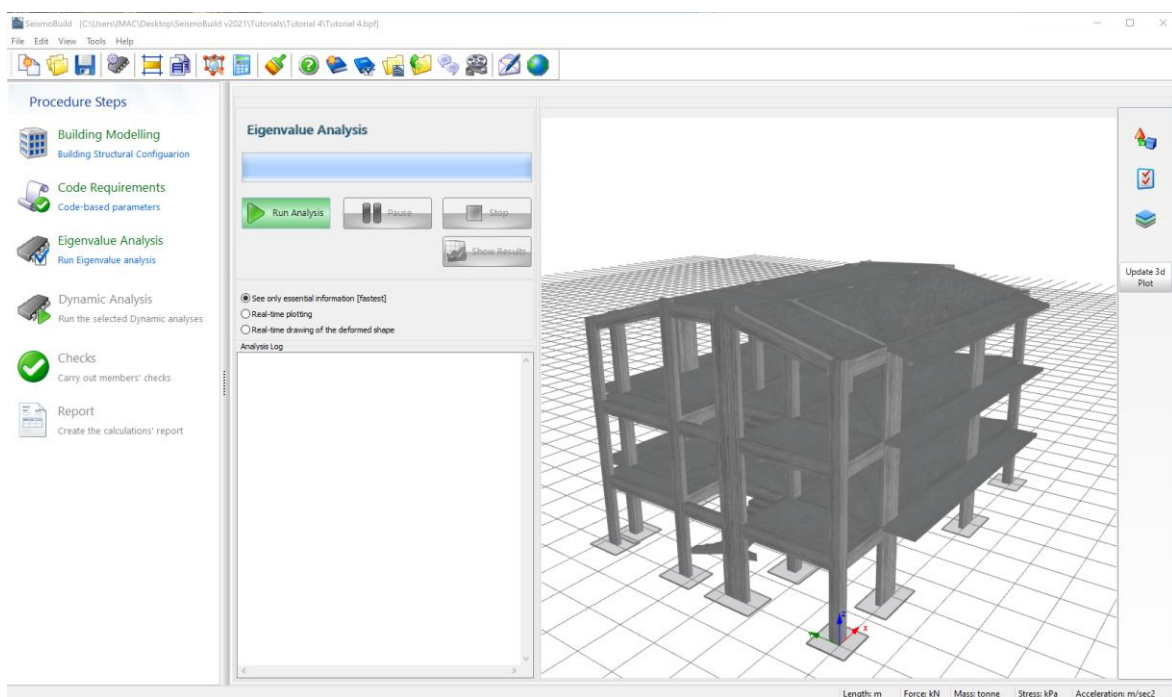 SeismoBuild [C:\Users\IMAC\Desktop\SeismoBuild v2021\Tutorials\Tutorial 4\Tutorial 4.bpf]
File Edit View Tools Help
Procedure Steps
Building Modelling
Building Structural Configuarion
Code Requirements
Code-based parameters
Eigenvalue Analysis
Run Eigenvalue analysis
Dynamic Analysis
Run the selected Dynamic analyses
Checks
Carry out members' checks
Report
Create the calculations' report
Eigenvalue Analysis
Run Analysis
Pause
Stop
Show Results
See only essential information [fastest]
Real-time plotting
Real-time drawing of the deformed shape
Analysis Log
Update 3d
Plot
z
x
Length: m Force: kN Mass: tonne Stress: kPa Acceleration: m/sec2